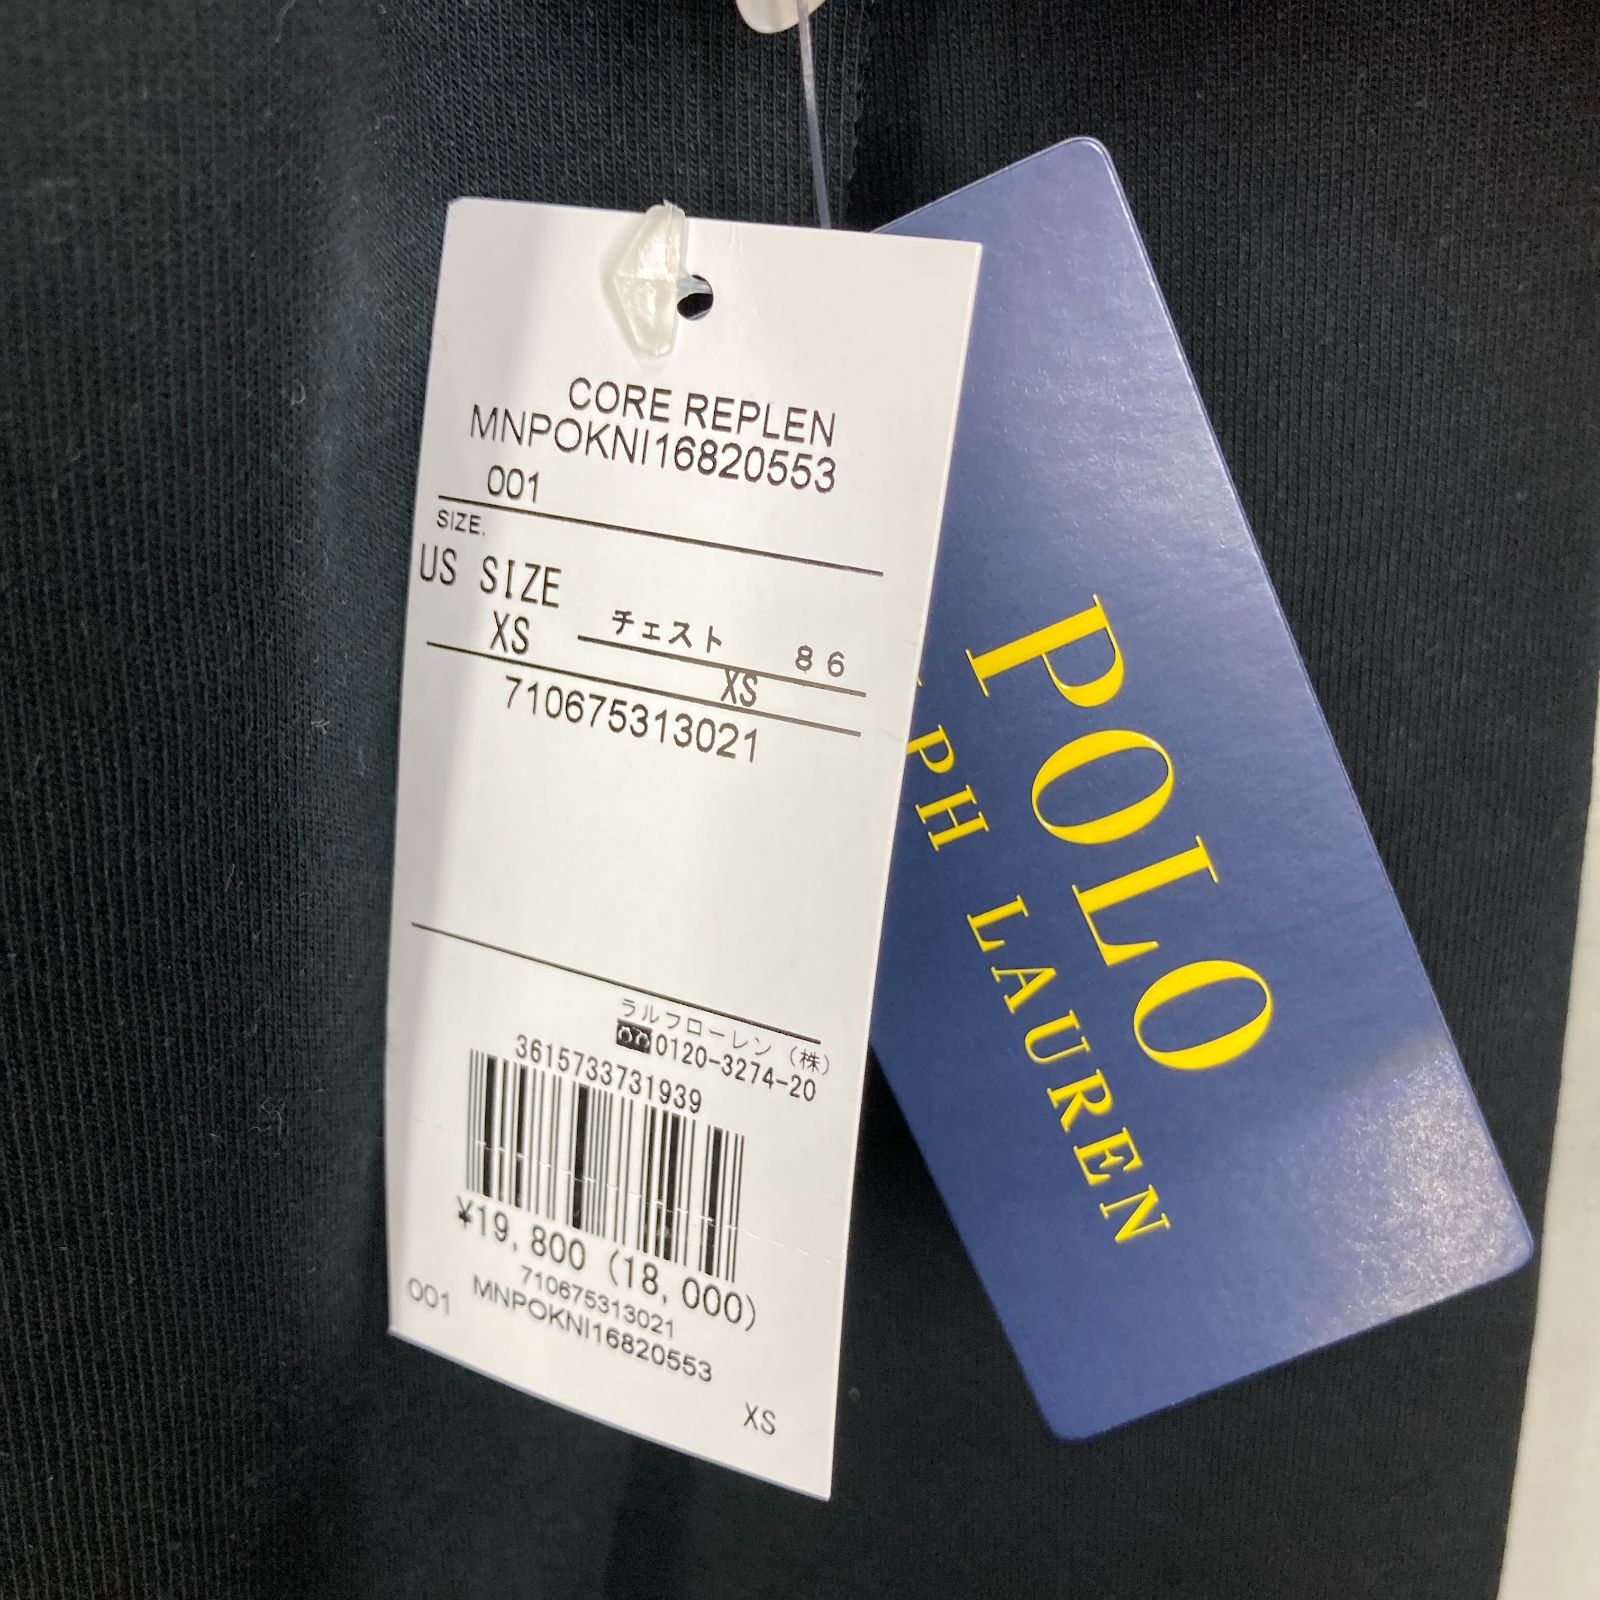 CORE REPLEN
MNPOKNI16820553
001
SIZE.
US SIZE
XS
チェスト 86
XS
710675313021
ラルフローレン(株)
0120-3274-20
3615733731939
¥19,800 (18,000)
710675313021
001 MNPOKNI16820553
XS
POLO
PH LAUREN